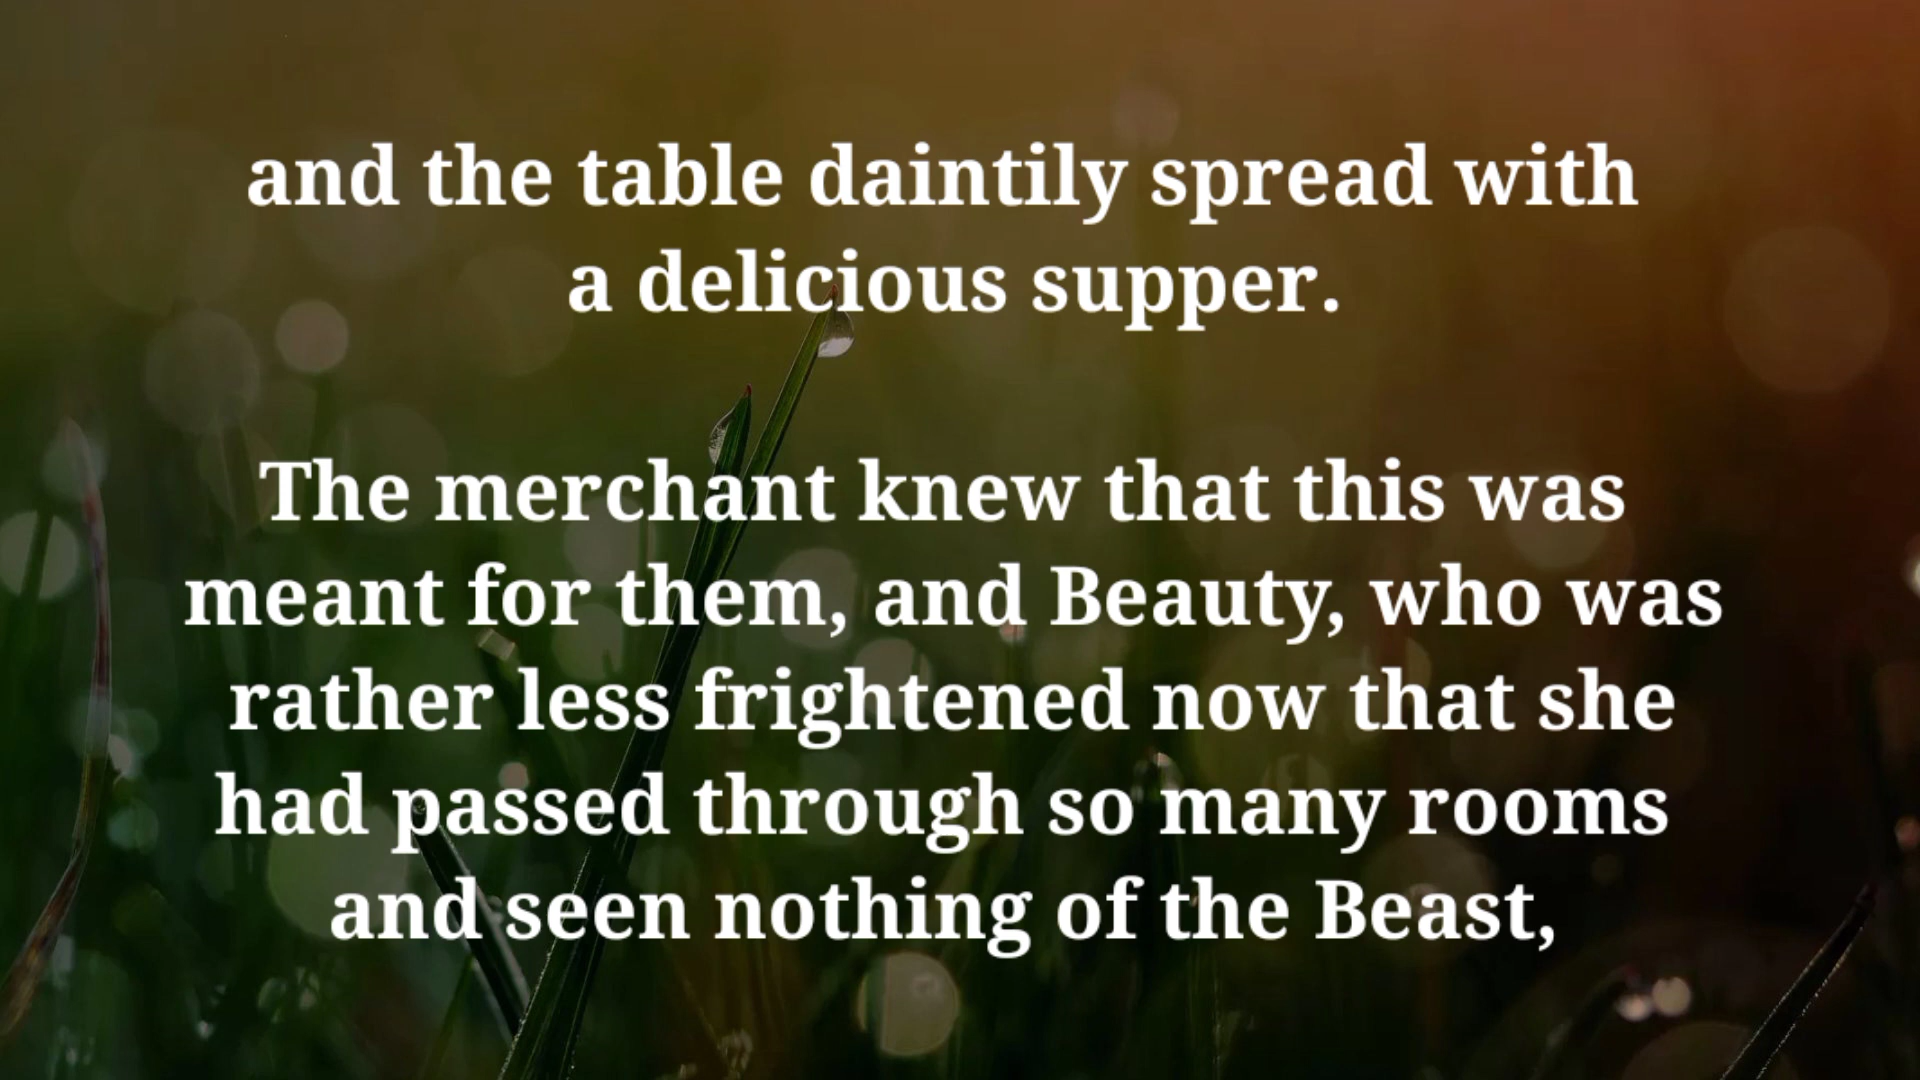 and the table daintily spread with
a delicious supper.
The merchant knew that this was
meant for them, and Beauty, who was
rather less frightened now that she
had passed through so many rooms
and seen nothing of the Beast,